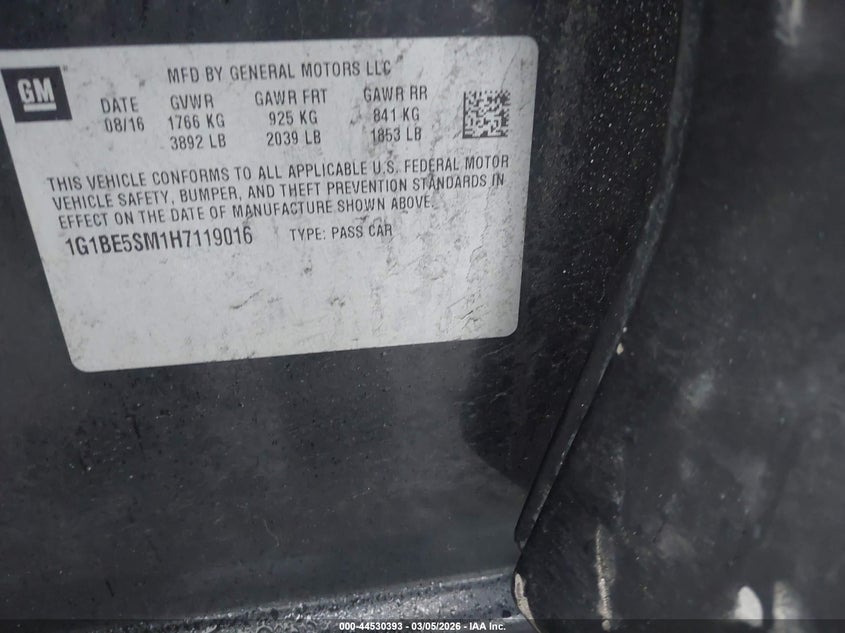 GM
MFD BY GENERAL MOTORS LLC
DATE GVWR GAWR FRT GAWR RR
08/16 1766 KG 925 KG 841 KG
3892 LB 2039 LB 1853 LB
THIS VEHICLE CONFORMS TO ALL APPLICABLE U.S. FEDERAL MOTOR
VEHICLE SAFETY, BUMPER, AND THEFT PREVENTION STANDARDS IN
EFFECT ON THE DATE OF MANUFACTURE SHOWN ABOVE.
1G1BE5SM1H7119016 TYPE: PASS CAR
000-44530393 — 03/05/2026 — IAA Inc.